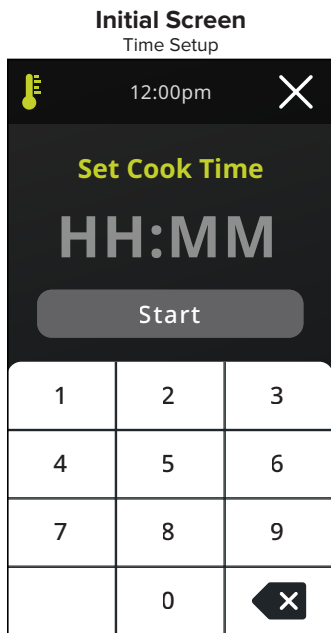 Initial Screen
Time Setup
12:00pm
Set Cook Time
HH:MM
Start
1 2 3
4 5 6
7 8 9
0